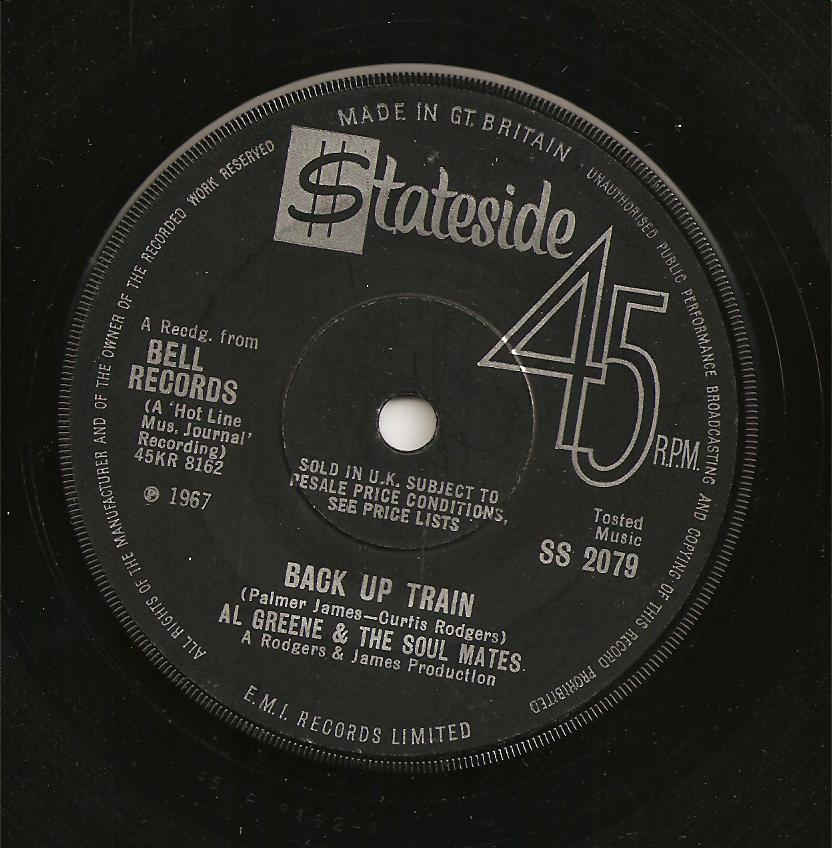 MADE IN GT. BRITAIN
UNAUTHORISED PUBLIC PERFORMANCE BROADCASTING AND COPYING OF THIS RECORD PROHIBITED
ALL RIGHTS OF THE MANUFACTURER AND OF THE OWNER OF THE RECORDED WORK RESERVED
$tateside
45
R.P.M.
A Recdg. from
BELL
RECORDS
(A 'Hot Line
Mus. Journal'
Recording)
45KR 8162
℗ 1967
SOLD IN U.K. SUBJECT TO
RESALE PRICE CONDITIONS,
SEE PRICE LISTS
Tosted
Music
SS 2079
BACK UP TRAIN
(Palmer James—Curtis Rodgers)
AL GREENE & THE SOUL MATES
A Rodgers & James Production
E.M.I. RECORDS LIMITED